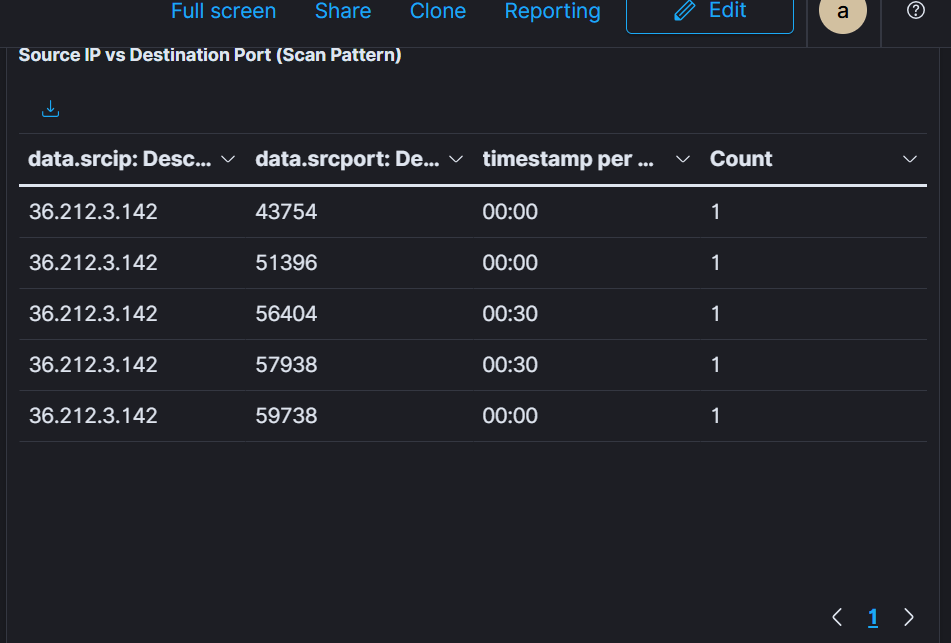 Full screen Share Clone Reporting Edit a
Source IP vs Destination Port (Scan Pattern)
data.srcip: Desc... data.srcport: De... timestamp per ... Count
36.212.3.142 43754 00:00 1
36.212.3.142 51396 00:00 1
36.212.3.142 56404 00:30 1
36.212.3.142 57938 00:30 1
36.212.3.142 59738 00:00 1
1